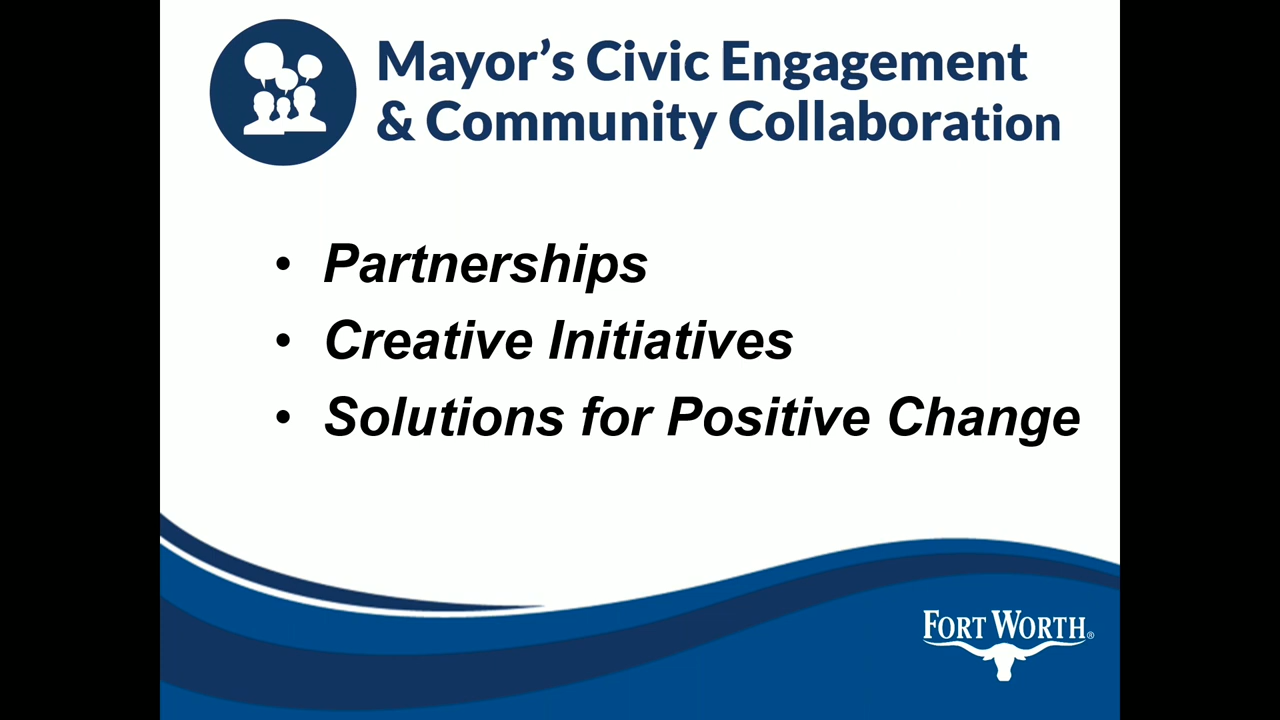 Mayor's Civic Engagement
& Community Collaboration
• Partnerships
• Creative Initiatives
• Solutions for Positive Change
FORT WORTH®